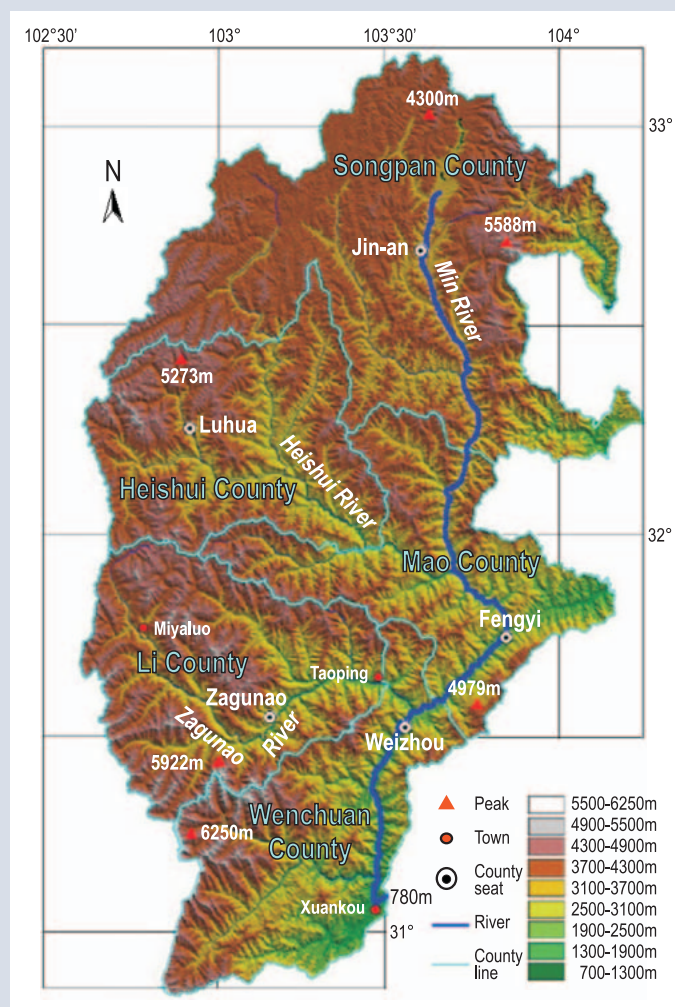 102°30'
103°
103°30'
104°
4300m
33°
N
Songpan County
5588m
Jin-an
Min River
5273m
Luhua
Heishui River
Heishui County
32°
Mao County
Fengyi
Miyaluo
Li County
Taoping
4979m
Zagunao
Zagunao River
Weizhou
5922m
Wenchuan
County
6250m
780m
Xuankou
31°
Peak
Town
County
seat
River
County
line
5500-6250m
4900-5500m
4300-4900m
3700-4300m
3100-3700m
2500-3100m
1900-2500m
1300-1900m
700-1300m